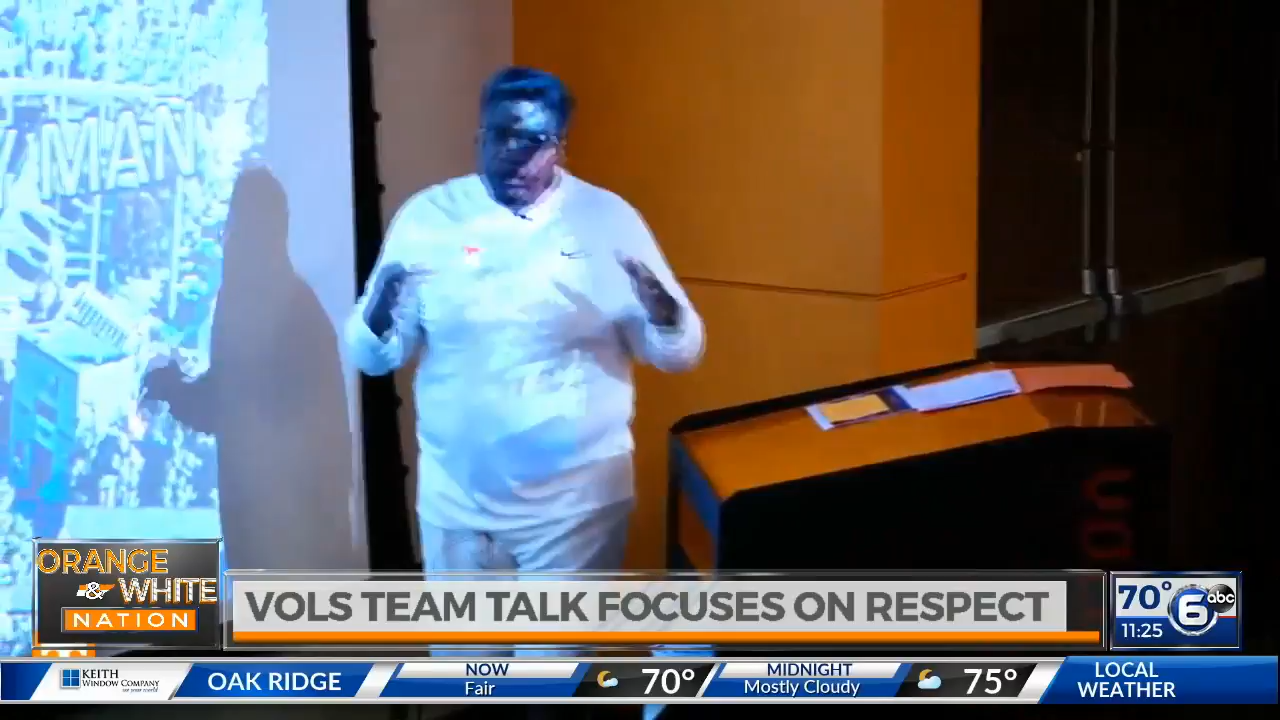 MAN
ORANGE
& WHITE
NATION
VOLS TEAM TALK FOCUSES ON RESPECT
70°
6
abc
11:25
KEITH
WINDOW COMPANY
OAK RIDGE
NOW
Fair
70°
MIDNIGHT
Mostly Cloudy
75°
LOCAL
WEATHER